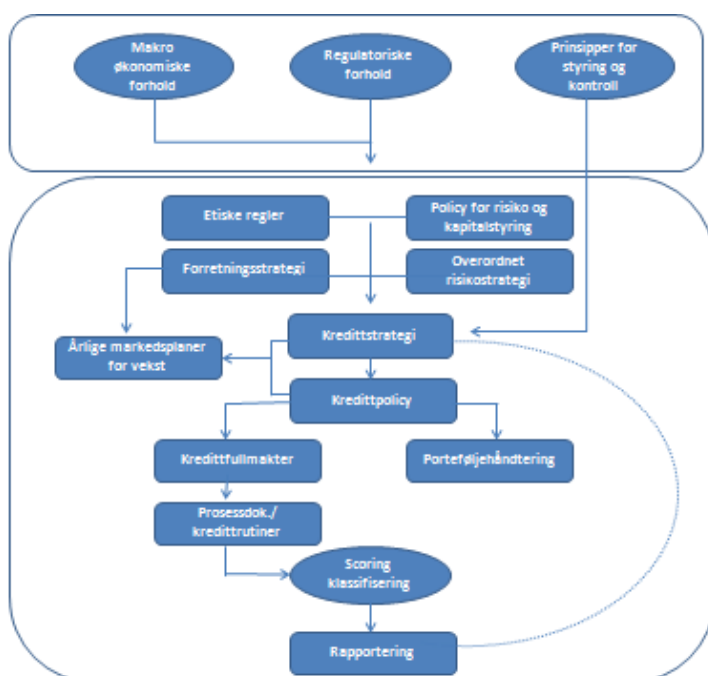 Makro
økonomiske
forhold
Regulatoriske
forhold
Prinsipper for
styring og
kontroll
Etiske regler
Policy for risiko og
kapitalstyring
Forretningsstrategi
Overordnet
risikostrategi
Kredittstrategi
Årlige markedsplaner
for vekst
Kredittpolicy
Kredittfullmakter
Porteføljehåndtering
Prosessdok./
kredittrutiner
Scoring
klassifisering
Rapportering